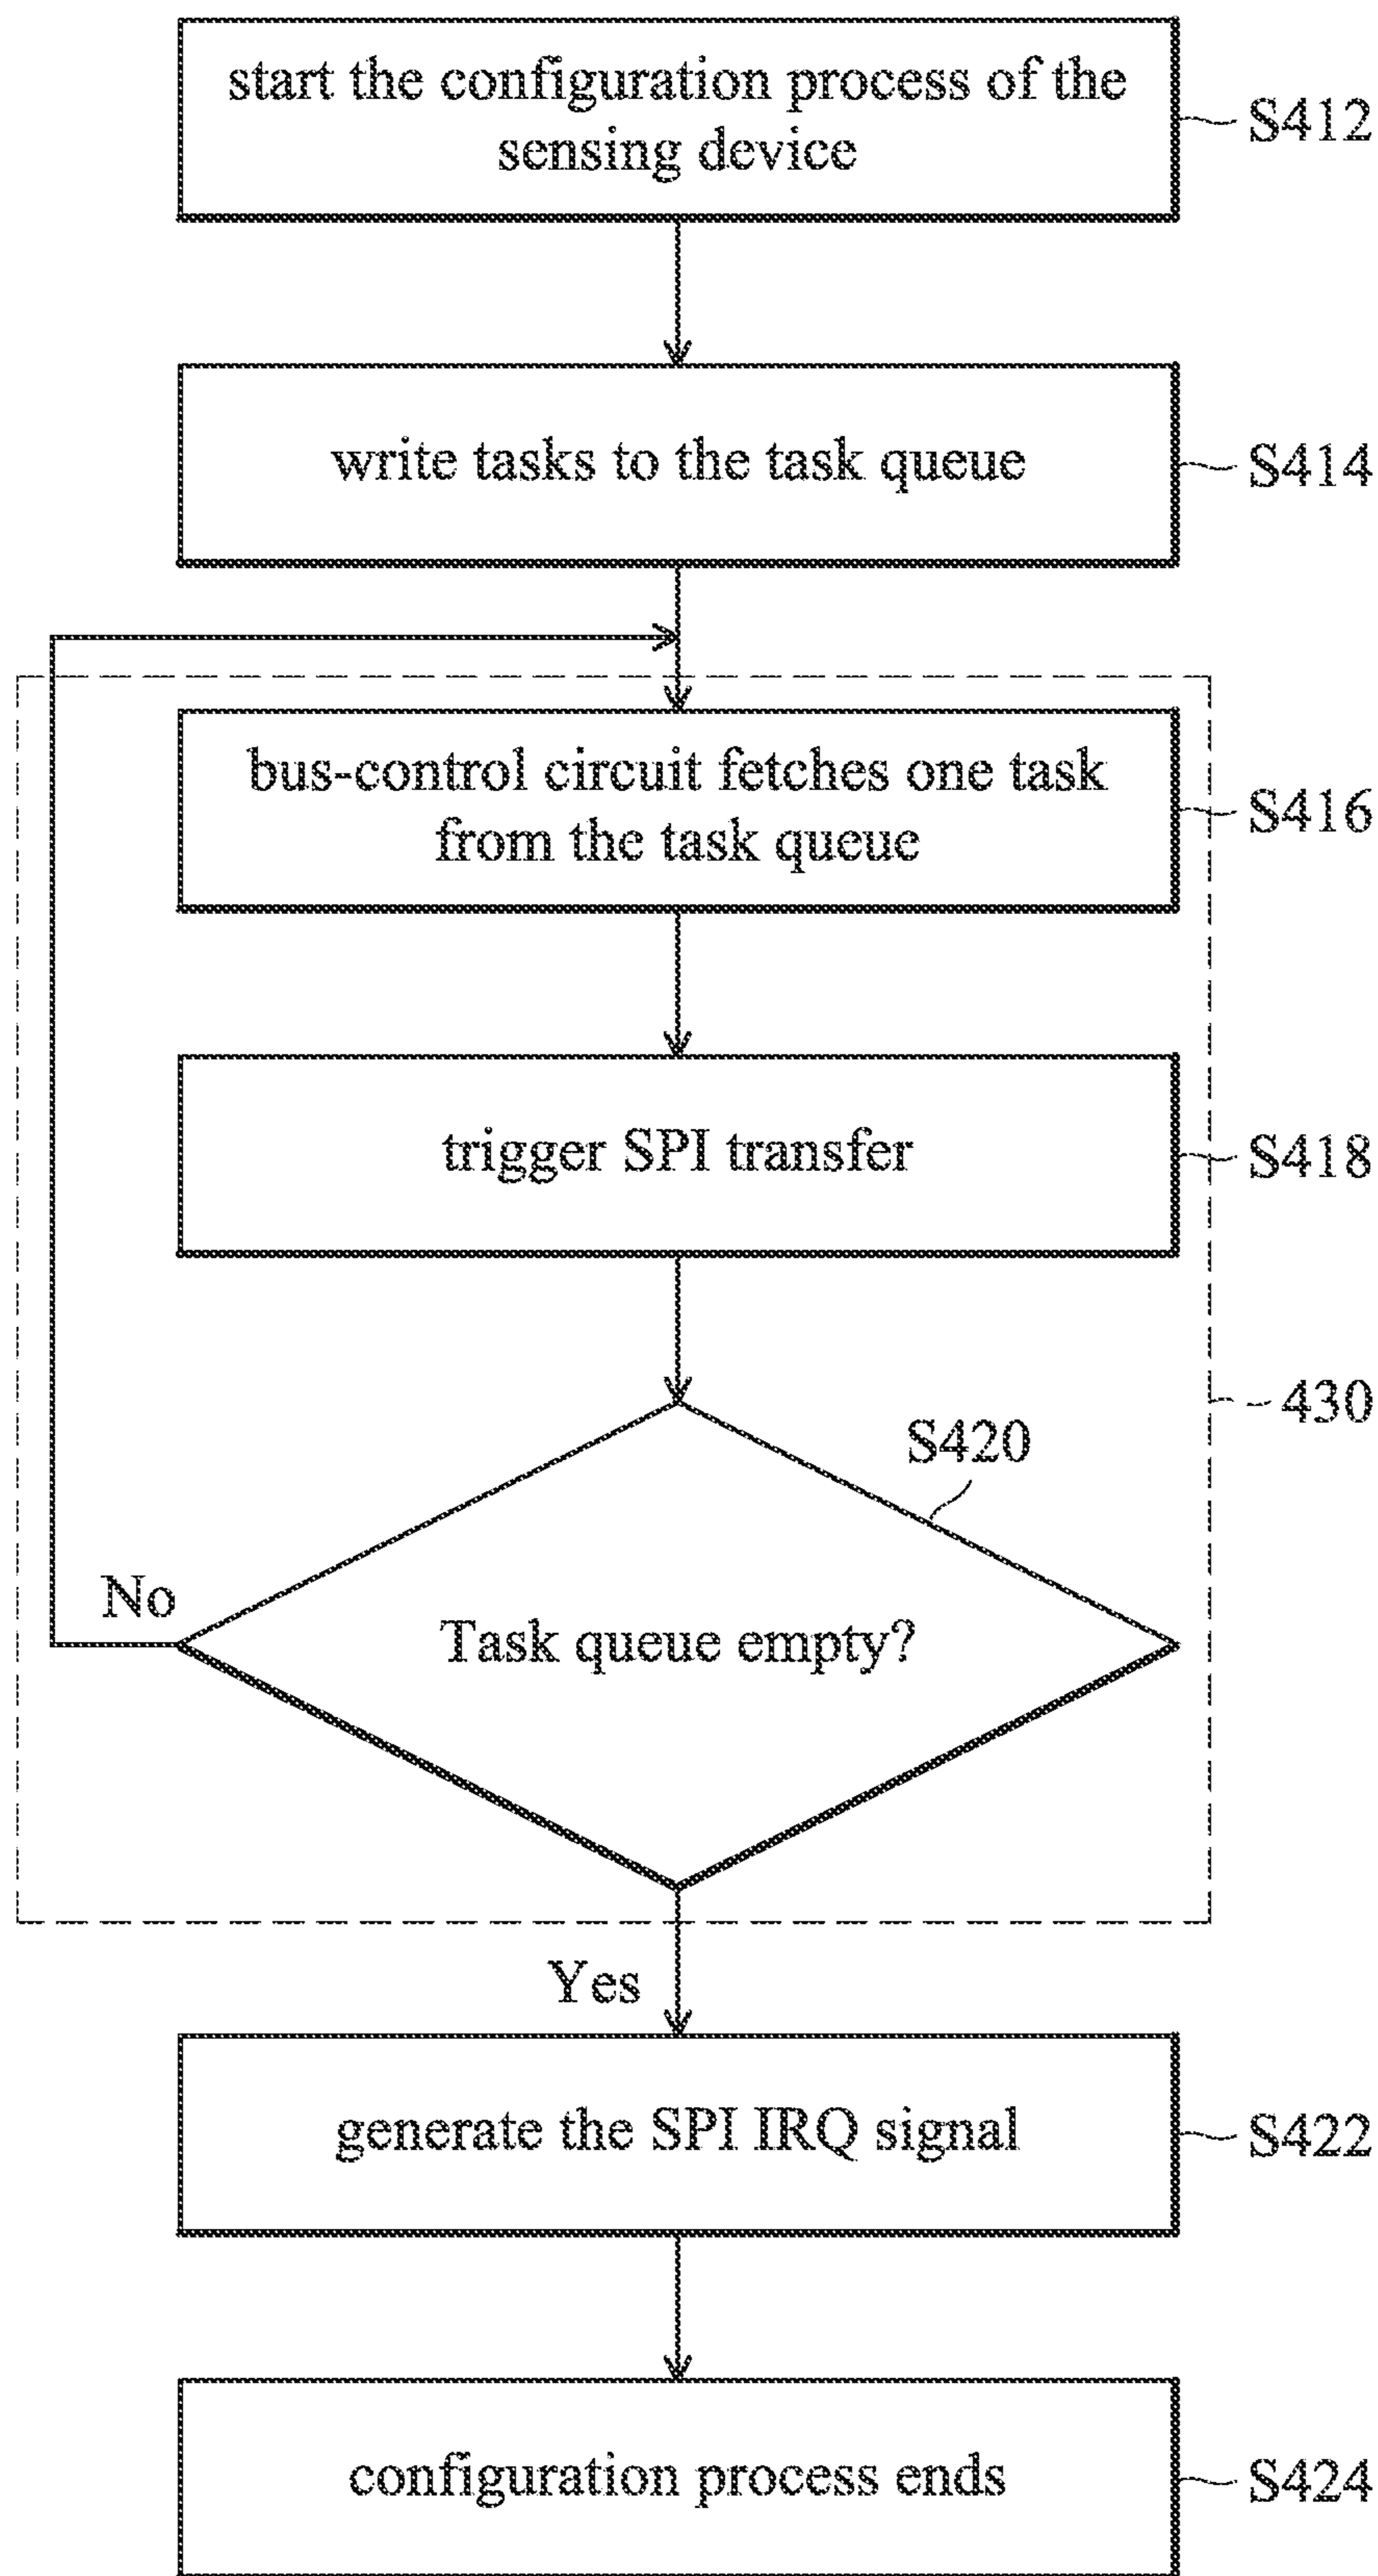 start the configuration process of the
sensing device
S412
write tasks to the task queue
S414
bus-control circuit fetches one task
from the task queue
S416
trigger SPI transfer
S418
430
S420
No
Task queue empty?
Yes
generate the SPI IRQ signal
S422
configuration process ends
S424